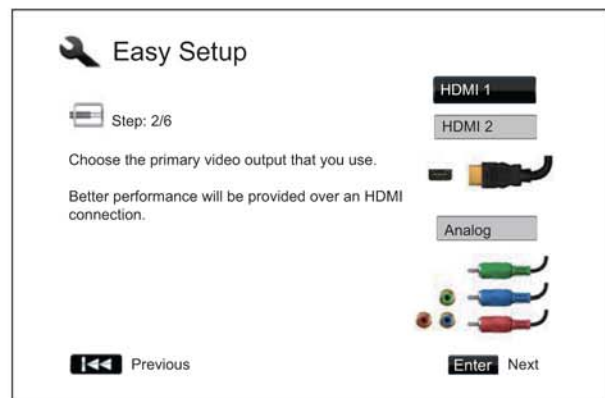 Easy Setup
Step: 2/6
Choose the primary video output that you use.
Better performance will be provided over an HDMI
connection.
HDMI 1
HDMI 2
Analog
Previous
Enter Next